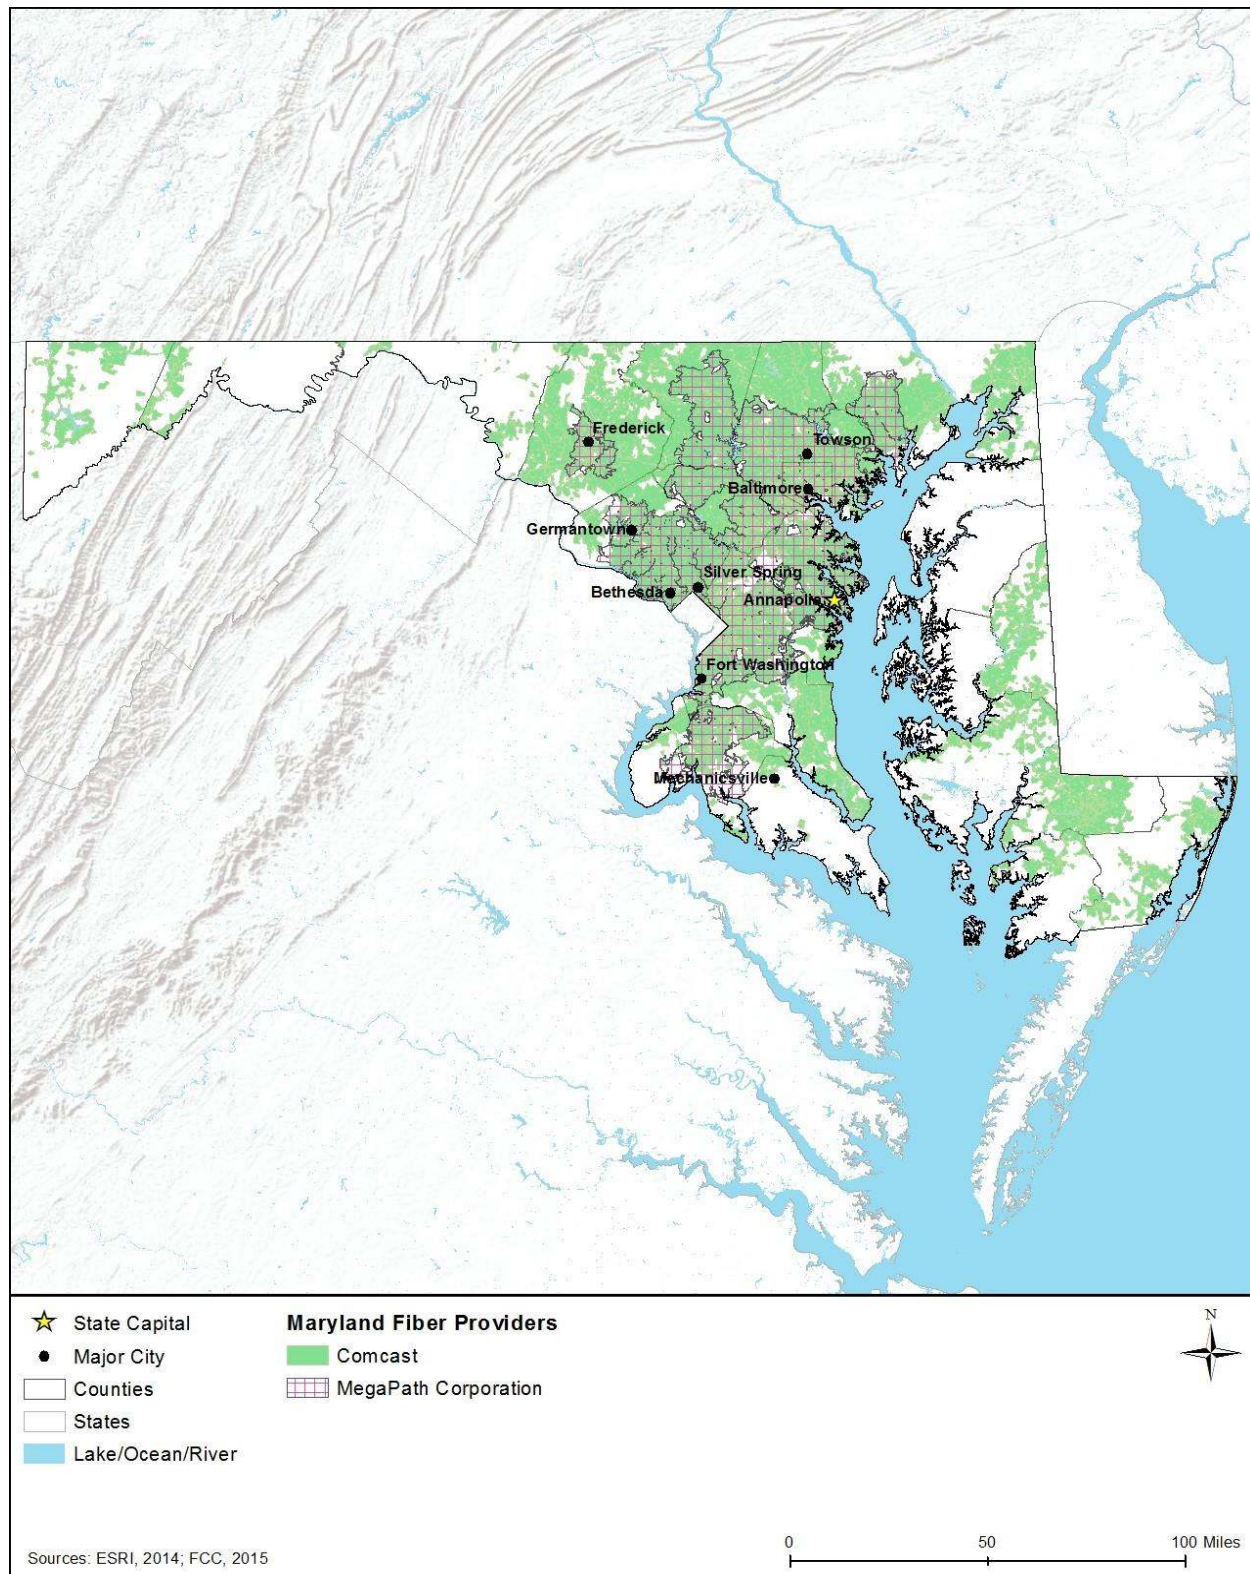 Frederick
Towson
Baltimore
Germantown
Silver Spring
Bethesda
Annapolis
Fort Washington
Mechanicsville
State Capital
Major City
Counties
States
Lake/Ocean/River
Maryland Fiber Providers
Comcast
MegaPath Corporation
N
Sources: ESRI, 2014; FCC, 2015
0 50 100 Miles